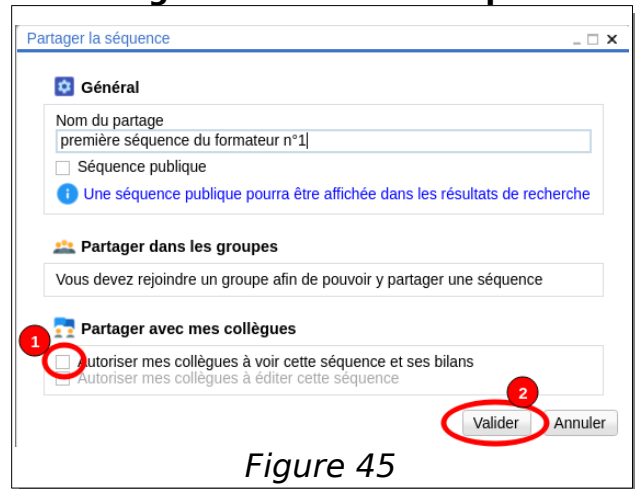 Partager la séquence
Général
Nom du partage
première séquence du formateur n°1
Séquence publique
Une séquence publique pourra être affichée dans les résultats de recherche
Partager dans les groupes
Vous devez rejoindre un groupe afin de pouvoir y partager une séquence
Partager avec mes collègues
1
Autoriser mes collègues à voir cette séquence et ses bilans
Autoriser mes collègues à éditer cette séquence
2
Valider Annuler
Figure 45